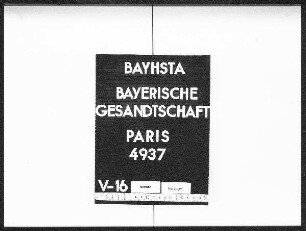 BAYHSTA
BAYERISCHE
GESANDTSCHAFT
PARIS
4937
V-16